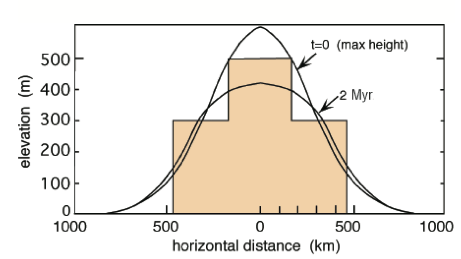 t=0 (max height)
500
400
2 Myr
300
200
100
0
elevation (m)
1000 500 0 500 1000
horizontal distance (km)